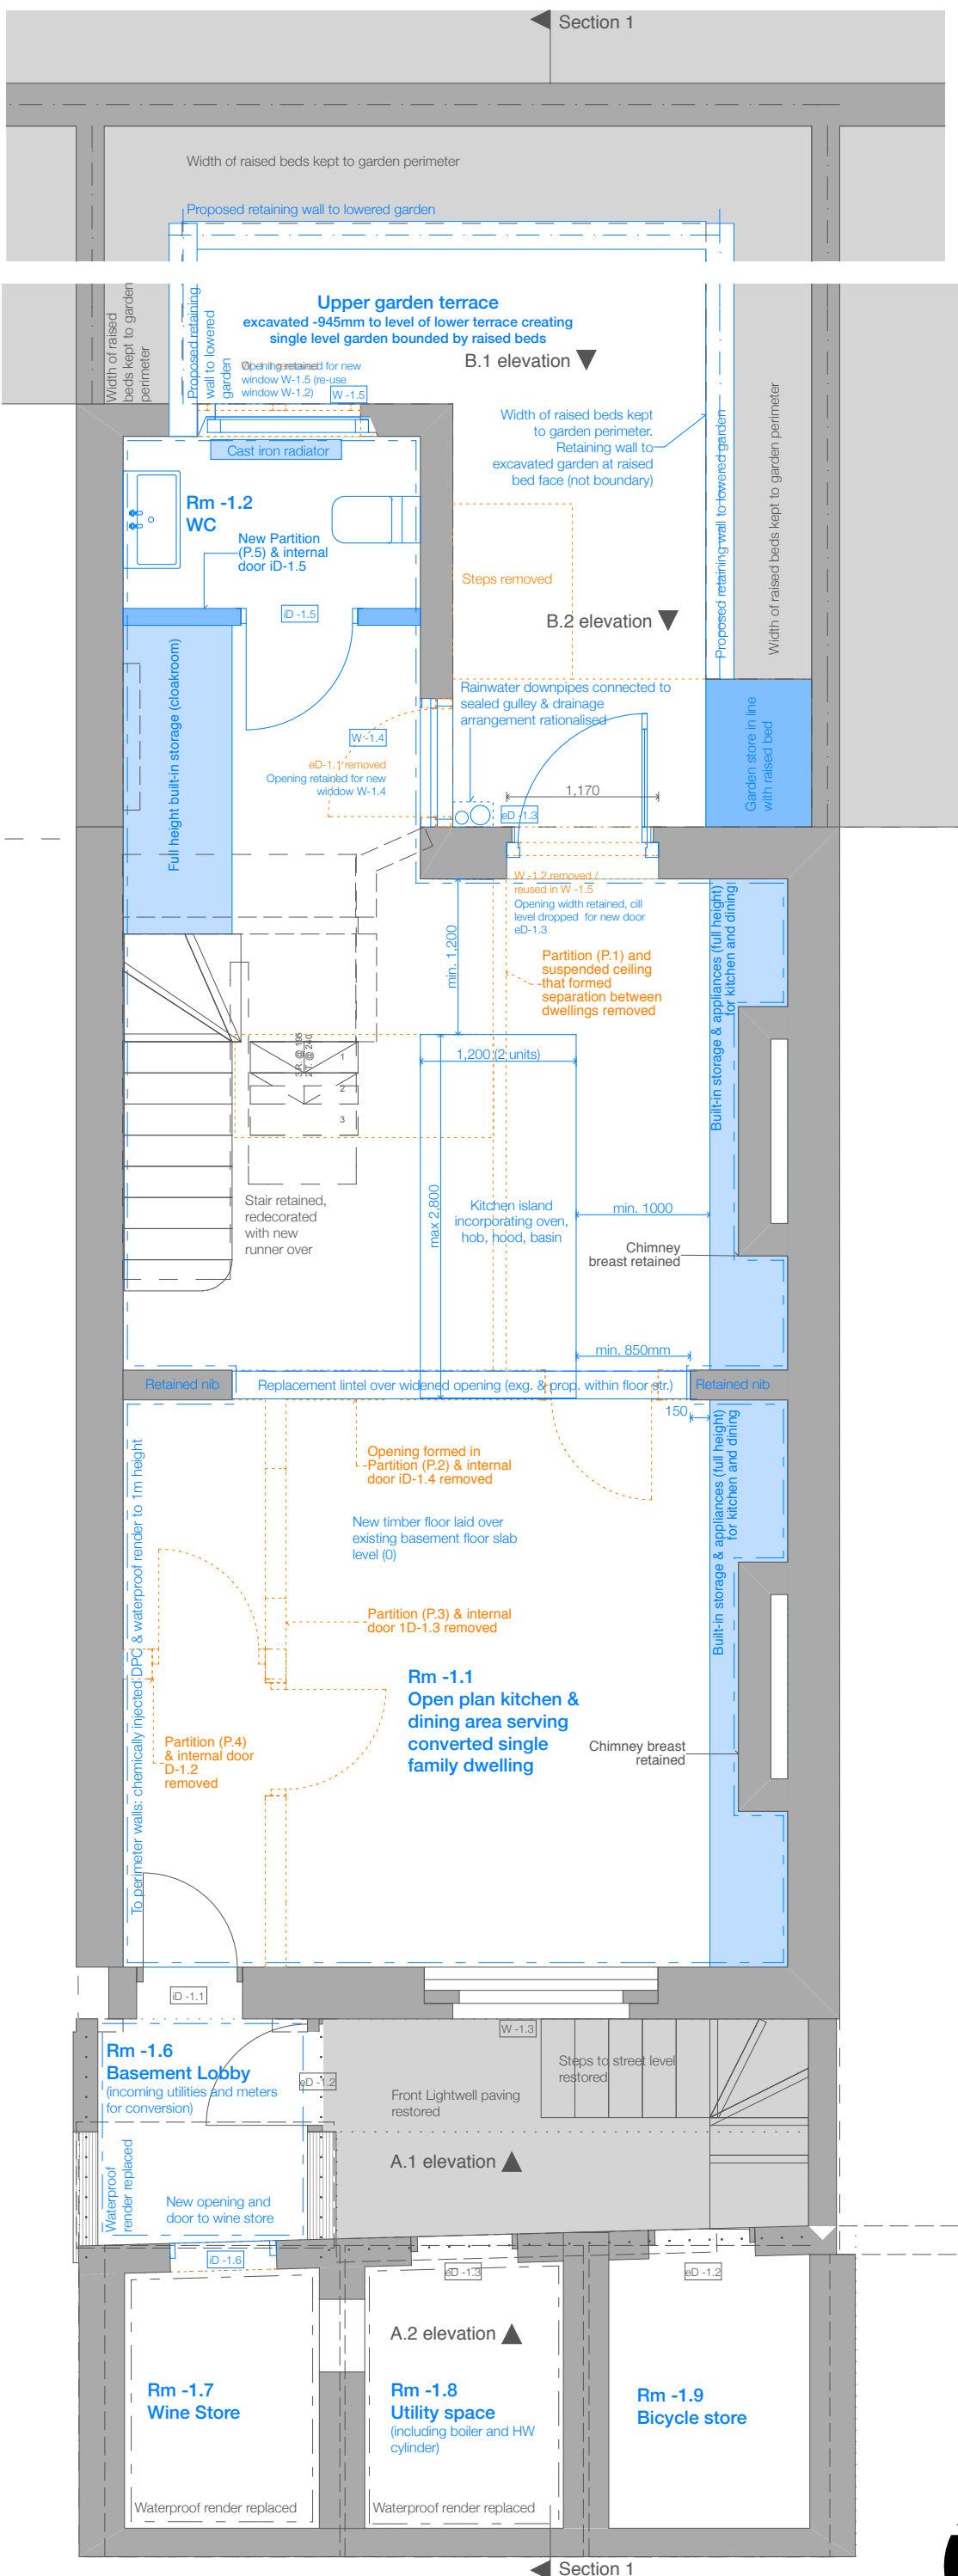 Section 1
Width of raised beds kept to garden perimeter
Proposed retaining wall to lowered garden
Width of raised
beds kept to garden
perimeter
Proposed retaining
wall to lowered
garden
Upper garden terrace
excavated -945mm to level of lower terrace creating
single level garden bounded by raised beds
B.1 elevation
Opening retained for new
window W-1.5 (re-use
window W-1.2)
W -1.5
Width of raised beds kept
to garden perimeter.
Retaining wall to
excavated garden at raised
bed face (not boundary)
Proposed retaining wall to lowered garden
Width of raised beds kept to garden perimeter
Cast iron radiator
Rm -1.2
WC
New Partition
(P.5) & internal
door iD-1.5
iD -1.5
Steps removed
B.2 elevation
Full height built-in storage (cloakroom)
Rainwater downpipes connected to
sealed gulley & drainage
arrangement rationalised
Garden store in line
with raised bed
W -1.4
eD-1.1 removed
Opening retained for new
window W-1.4
1,170
eD -1.3
W -1.2 removed /
reused in W -1.5
Opening width retained, cill
level dropped for new door
eD-1.3
min. 1,200
Partition (P.1) and
suspended ceiling
that formed
separation between
dwellings removed
Built-in storage & appliances (full height)
for kitchen and dining
1,200 (2 units)
1
2
3
max 2,800
Stair retained,
redecorated
with new
runner over
Kitchen island
incorporating oven,
hob, hood, basin
min. 1000
Chimney
breast retained
min. 850mm
Retained nib
Replacement lintel over widened opening (exg. & prop. within floor str.)
Retained nib
150
Opening formed in
Partition (P.2) & internal
door iD-1.4 removed
New timber floor laid over
existing basement floor slab
level (0)
To perimeter walls: chemically injected DPC & waterproof render to 1m height
Built-in storage & appliances (full height)
for kitchen and dining
Partition (P.3) & internal
door 1D-1.3 removed
Rm -1.1
Open plan kitchen &
dining area serving
converted single
family dwelling
Partition (P.4)
& internal door
D-1.2
removed
Chimney breast
retained
iD -1.1
W -1.3
Rm -1.6
Basement Lobby
(incoming utilities and meters
for conversion)
eD -1.2
Steps to street level
restored
Front Lightwell paving
restored
Waterproof
render replaced
A.1 elevation
New opening and
door to wine store
iD -1.6
eD -1.3
eD -1.2
A.2 elevation
Rm -1.7
Wine Store
Rm -1.8
Utility space
(including boiler and HW
cylinder)
Rm -1.9
Bicycle store
Waterproof render replaced
Waterproof render replaced
Section 1